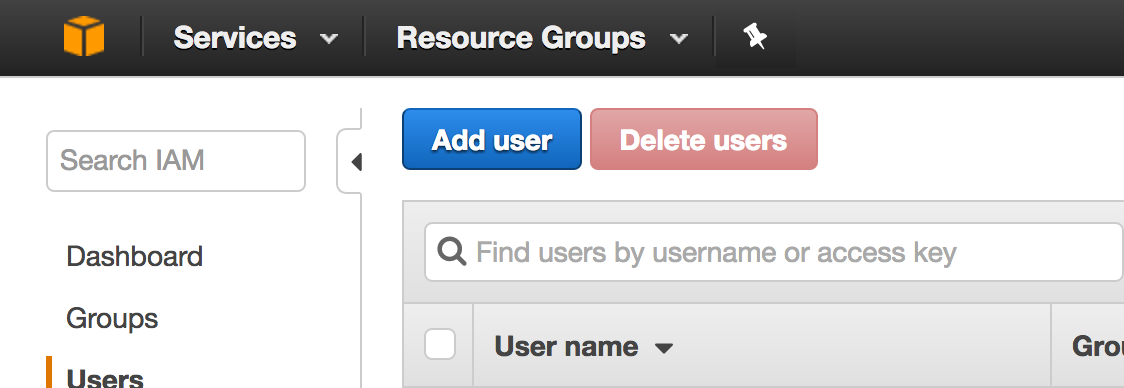 Services Resource Groups
Search IAM
Add user Delete users
Dashboard
Groups
Users
Find users by username or access key
User name